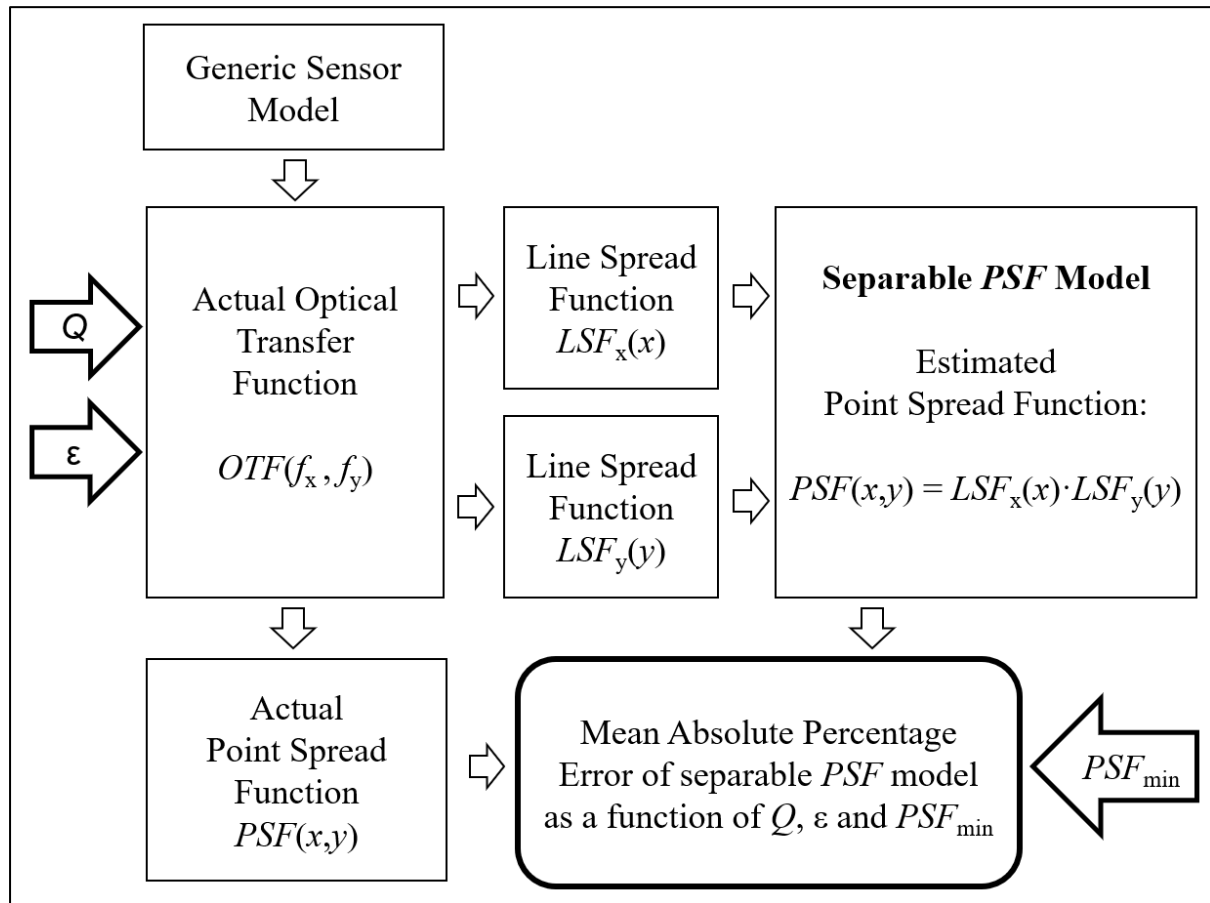 Generic Sensor
Model
Q
ε
Actual Optical
Transfer
Function
OTF(fx , fy)
Line Spread
Function
LSFx(x)
Line Spread
Function
LSFy(y)
Separable PSF Model
Estimated
Point Spread Function:
PSF(x,y) = LSFx(x)·LSFy(y)
Actual
Point Spread
Function
PSF(x,y)
Mean Absolute Percentage
Error of separable PSF model
as a function of Q, ε and PSFmin
PSFmin